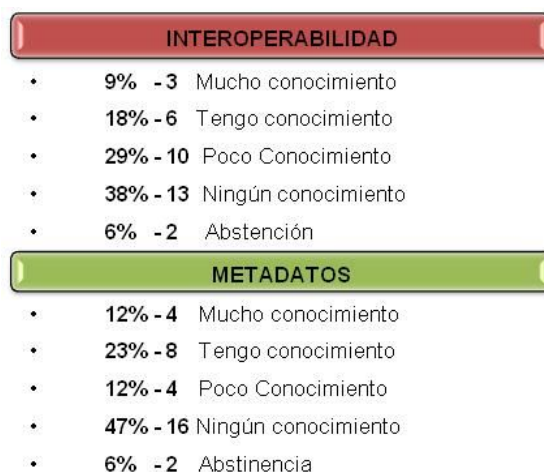 INTEROPERABILIDAD
• 9% - 3 Mucho conocimiento
• 18% - 6 Tengo conocimiento
• 29% - 10 Poco Conocimiento
• 38% - 13 Ningún conocimiento
• 6% - 2 Abstención
METADATOS
• 12% - 4 Mucho conocimiento
• 23% - 8 Tengo conocimiento
• 12% - 4 Poco Conocimiento
• 47% - 16 Ningún conocimiento
• 6% - 2 Abstinencia